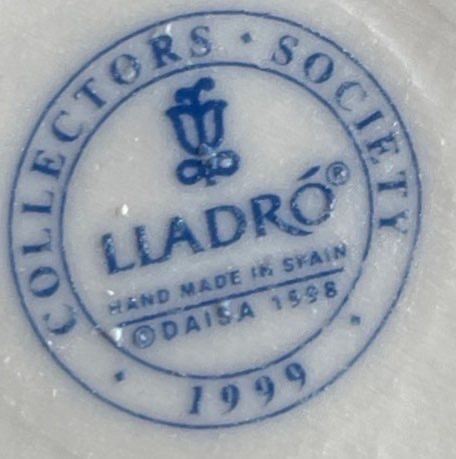 COLLECTORS · SOCIETY
LLADRÓ®
HAND MADE IN SPAIN
©DAISA 1998
· 1999 ·